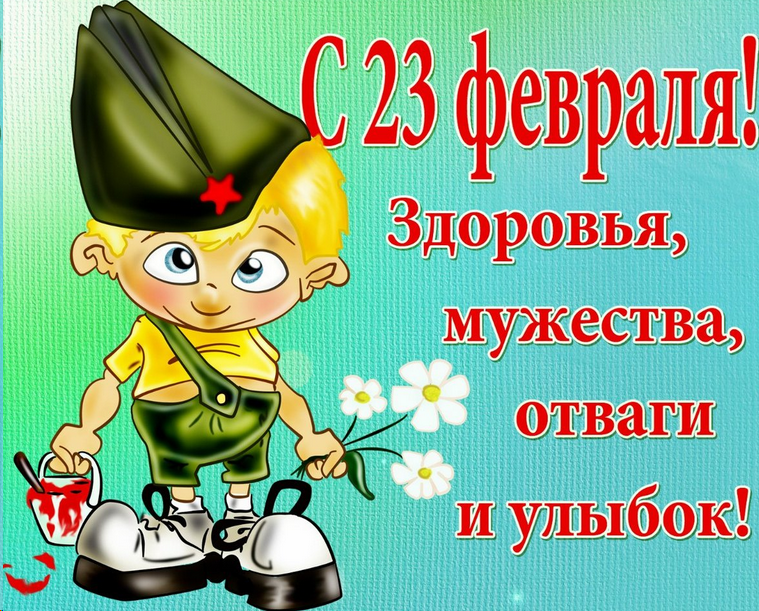 С 23 февраля!
Здоровья,
мужества,
отваги
и улыбок!